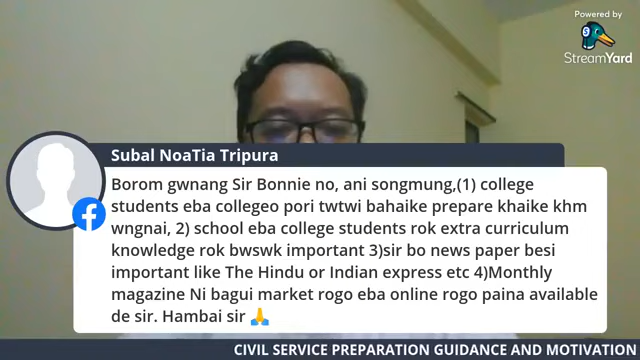 Powered by
StreamYard
Subal NoaTia Tripura
Borom gwnang Sir Bonnie no, ani songmung,(1) college
students eba collegeo pori twtwi bahaike prepare khaike khm
wngnai, 2) school eba college students rok extra curriculum
knowledge rok bwswk important 3)sir bo news paper besi
important like The Hindu or Indian express etc 4)Monthly
magazine Ni bagui market rogo eba online rogo paina available
de sir. Hambai sir 🙏
CIVIL SERVICE PREPARATION GUIDANCE AND MOTIVATION